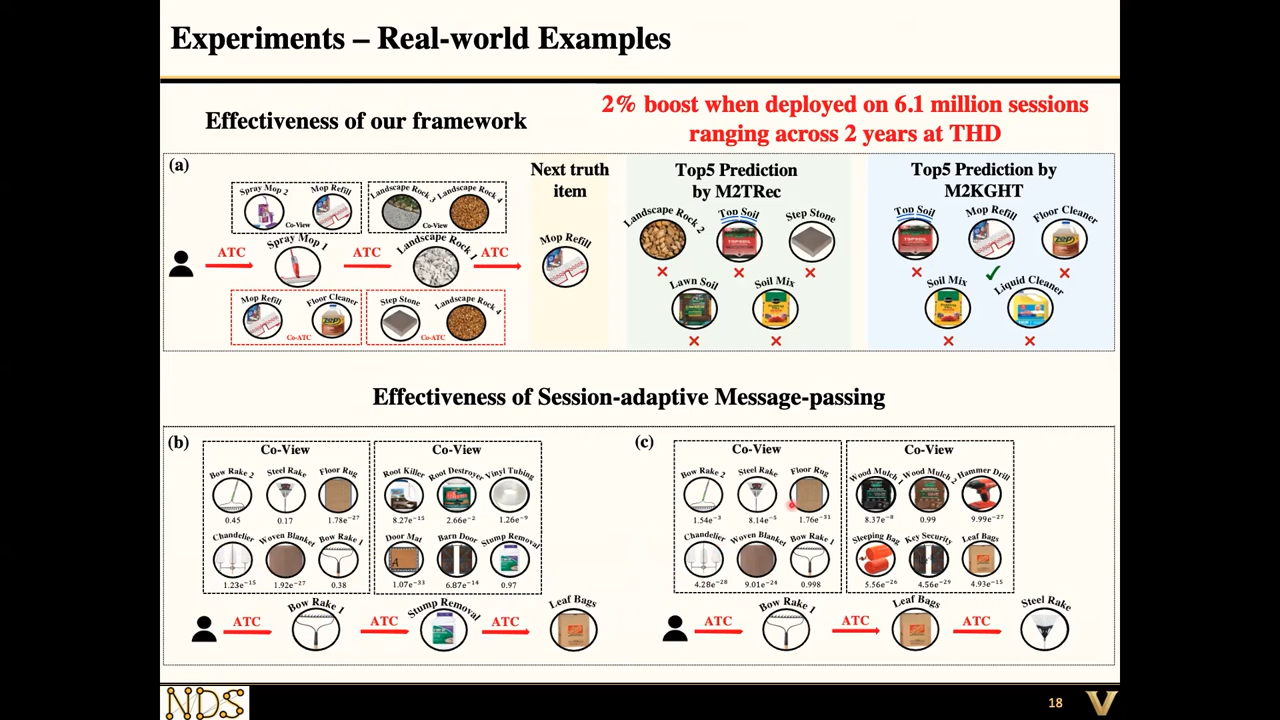 Experiments – Real-world Examples
Effectiveness of our framework
2% boost when deployed on 6.1 million sessions
ranging across 2 years at THD
(a)
Spray Mop 2
Mop Refill
Co-View
Landscape Rock 3
Landscape Rock 4
Co-View
ATC
Spray Mop 1
ATC
Landscape Rock 1
ATC
Mop Refill
Floor Cleaner
Co-ATC
Step Stone
Landscape Rock 4
Co-ATC
Next truth
item
Mop Refill
Top5 Prediction
by M2TRec
Landscape Rock 2
Top Soil
Step Stone
Lawn Soil
Soil Mix
Top5 Prediction by
M2KGHT
Top Soil
Mop Refill
Floor Cleaner
Soil Mix
Liquid Cleaner
Effectiveness of Session-adaptive Message-passing
(b)
Co-View
Bow Rake 2
Steel Rake
Floor Rug
0.45
0.17
1.78e⁻²⁷
Chandelier
Woven Blanket
Bow Rake 1
1.23e⁻¹⁵
1.92e⁻²⁷
0.38
Co-View
Root Killer
Root Destroyer
Vinyl Tubing
8.27e⁻¹⁵
2.66e⁻²
1.26e⁻⁹
Door Mat
Barn Door
Stump Removal
1.07e⁻³³
6.87e⁻¹⁴
0.97
ATC
Bow Rake 1
ATC
Stump Removal
ATC
Leaf Bags
(c)
Co-View
Bow Rake 2
Steel Rake
Floor Rug
1.54e⁻³
8.14e⁻⁵
1.76e⁻³¹
Chandelier
Woven Blanket
Bow Rake 1
4.28e⁻²⁸
9.01e⁻²⁴
0.998
Co-View
Wood Mulch
Wood Mulch
Hammer Drill
8.37e⁻⁸
0.99
9.99e⁻²⁷
Sleeping Bag
Key Security
Leaf Bags
5.56e⁻²⁶
4.56e⁻²⁹
4.93e⁻¹⁵
ATC
Bow Rake 1
ATC
Leaf Bags
ATC
Steel Rake
NDS
18
V